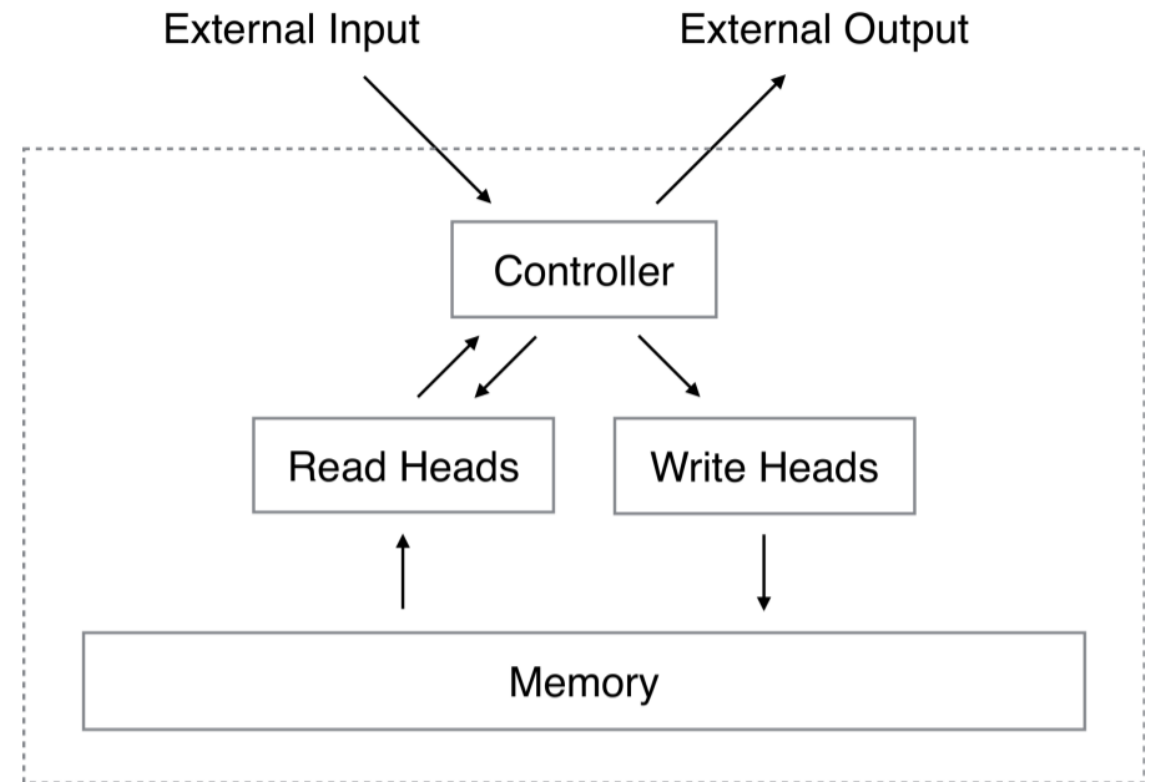 External Input
External Output
Controller
Read Heads
Write Heads
Memory